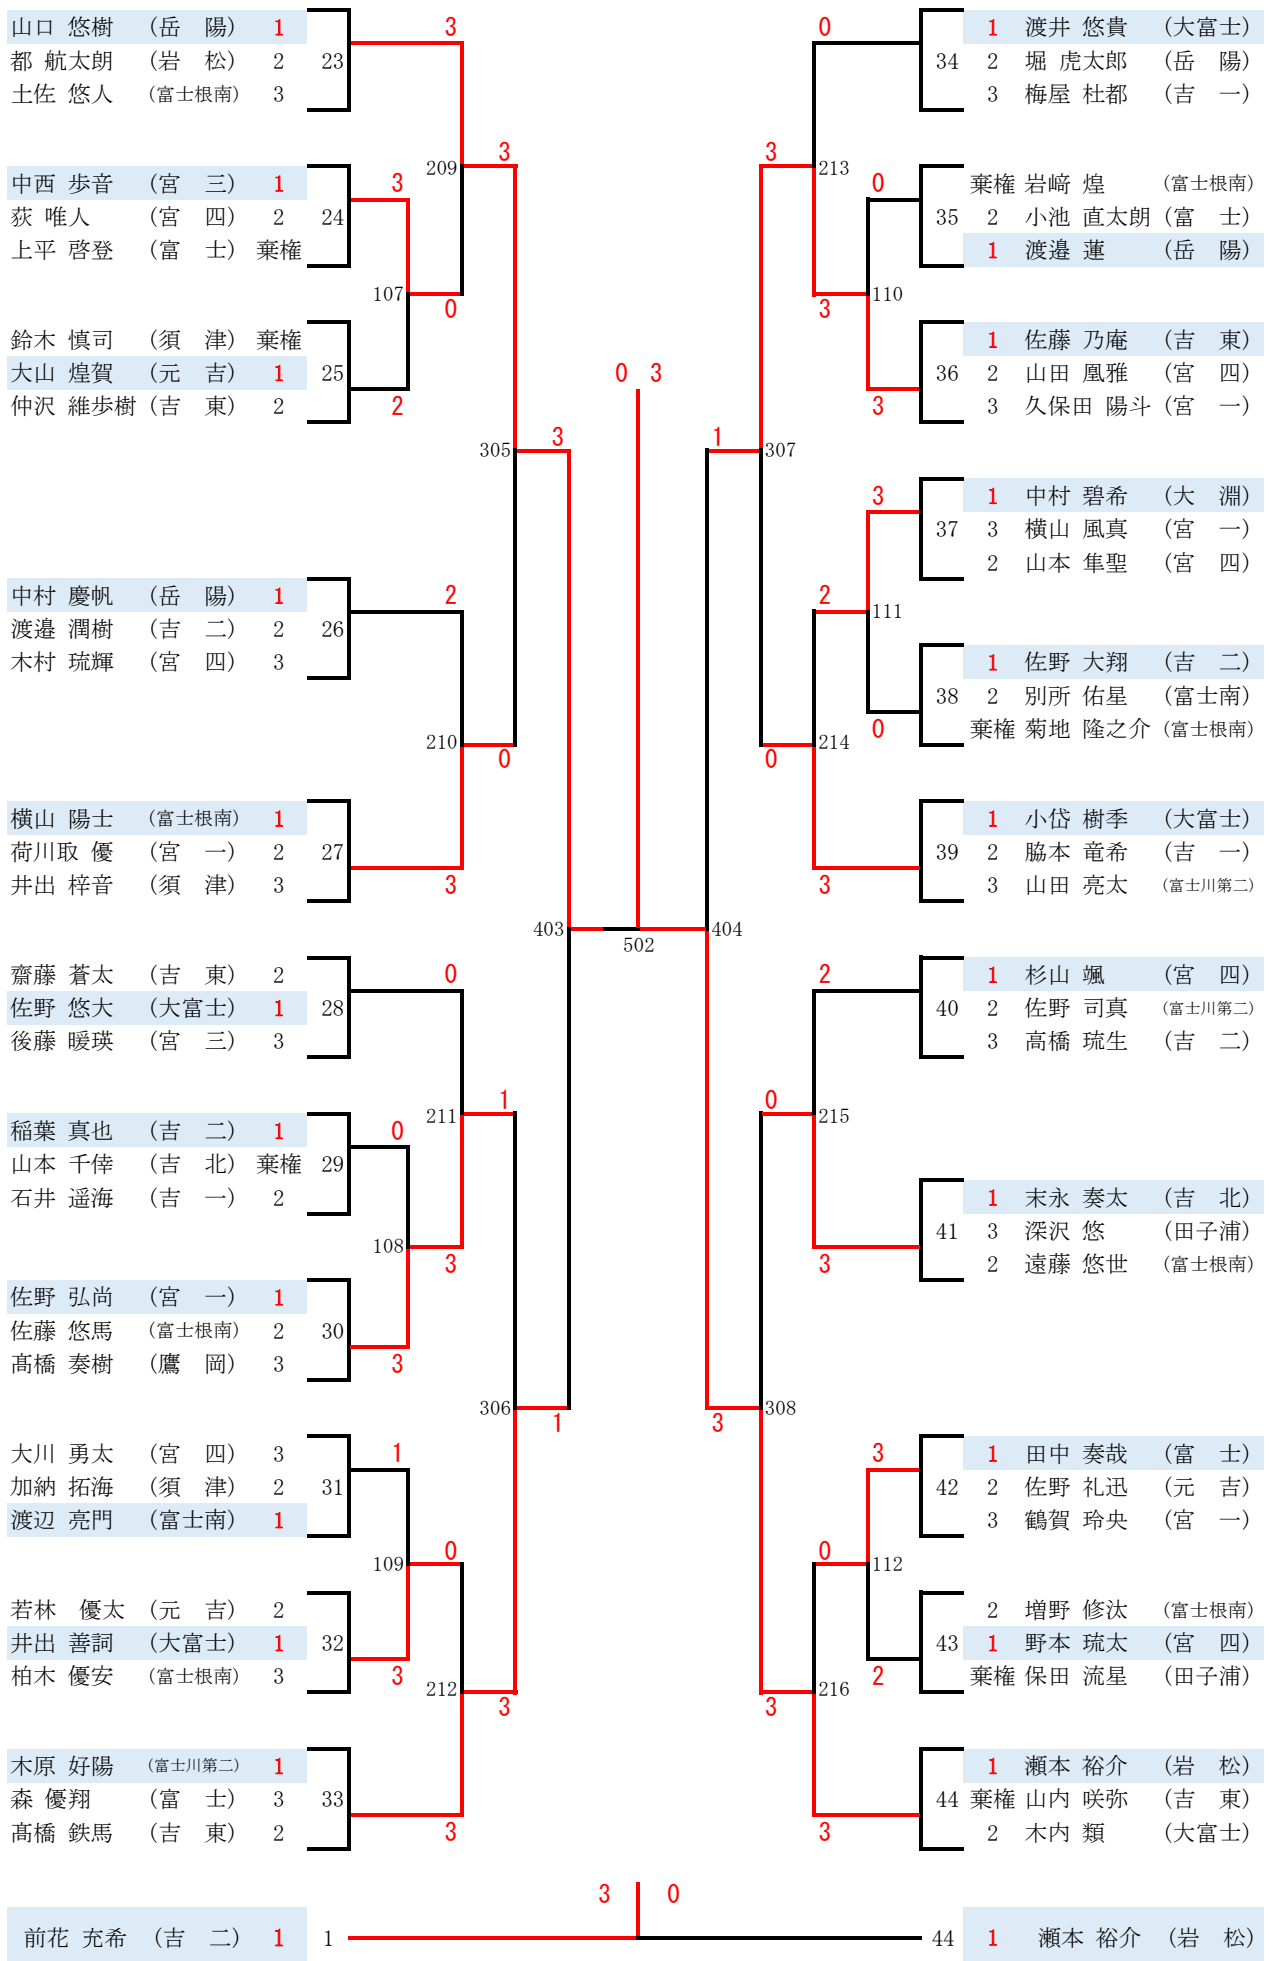 山口 悠樹 (岳 陽) 1
都 航太朗 (岩 松) 2 23
土佐 悠人 (富士根南) 3
3
209
3
中西 歩音 (宮 三) 1
荻 唯人 (宮 四) 2 24
上平 啓登 (富 士) 棄権
3
107
0
鈴木 慎司 (須 津) 棄権
大山 煌賀 (元 吉) 1 25
仲沢 維歩樹 (吉 東) 2
2
305
3
中村 慶帆 (岳 陽) 1
渡邉 潤樹 (吉 二) 2 26
木村 琉輝 (宮 四) 3
2
210
0
横山 陽士 (富士根南) 1
荷川取 優 (宮 一) 2 27
井出 梓音 (須 津) 3
3
403
齋藤 蒼太 (吉 東) 2
佐野 悠大 (大富士) 1 28
後藤 暖瑛 (宮 三) 3
0
211
1
稲葉 真也 (吉 二) 1
山本 千倖 (吉 北) 棄権 29
石井 遥海 (吉 一) 2
0
108
3
佐野 弘尚 (宮 一) 1
佐藤 悠馬 (富士根南) 2 30
髙橋 奏樹 (鷹 岡) 3
3
306
1
大川 勇太 (宮 四) 3
加納 拓海 (須 津) 2 31
渡辺 亮門 (富士南) 1
1
109
0
若林 優太 (元 吉) 2
井出 善詞 (大富士) 1 32
柏木 優安 (富士根南) 3
3
212
3
木原 好陽 (富士川第二) 1
森 優翔 (富 士) 3 33
髙橋 鉄馬 (吉 東) 2
3
0 3
502
0
1 渡井 悠貴 (大富士)
34 2 堀 虎太郎 (岳 陽)
3 梅屋 杜都 (吉 一)
3
213
0
棄権 岩﨑 煌 (富士根南)
35 2 小池 直太朗 (富 士)
1 渡邉 蓮 (岳 陽)
110
3
1 佐藤 乃庵 (吉 東)
36 2 山田 凰雅 (宮 四)
3 久保田 陽斗 (宮 一)
3
1
307
3
1 中村 碧希 (大 淵)
37 3 横山 風真 (宮 一)
2 山本 隼聖 (宮 四)
2
111
1 佐野 大翔 (吉 二)
38 2 別所 佑星 (富士南)
棄権 菊地 隆之介 (富士根南)
0
214
0
1 小岱 樹季 (大富士)
39 2 脇本 竜希 (吉 一)
3 山田 亮太 (富士川第二)
3
404
2
1 杉山 颯 (宮 四)
40 2 佐野 司真 (富士川第二)
3 高橋 琉生 (吉 二)
0
215
1 末永 奏太 (吉 北)
41 3 深沢 悠 (田子浦)
2 遠藤 悠世 (富士根南)
3
308
3
3
1 田中 奏哉 (富 士)
42 2 佐野 礼迅 (元 吉)
3 鶴賀 玲央 (宮 一)
0
112
2 増野 修汰 (富士根南)
43 1 野本 琉太 (宮 四)
棄権 保田 流星 (田子浦)
2
216
3
1 瀬本 裕介 (岩 松)
44 棄権 山内 咲弥 (吉 東)
2 木内 類 (大富士)
3
3 0
前花 充希 (吉 二) 1 1
44 1 瀬本 裕介 (岩 松)